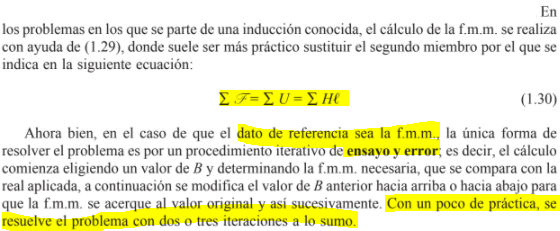 En
los problemas en los que se parte de una inducción conocida, el cálculo de la f.m.m. se realiza
con ayuda de (1.29), donde suele ser más práctico sustituir el segundo miembro por el que se
indica en la siguiente ecuación:
∑ ℱ = ∑ U = ∑ Hℓ (1.30)
Ahora bien, en el caso de que el dato de referencia sea la f.m.m., la única forma de
resolver el problema es por un procedimiento iterativo de ensayo y error; es decir, el cálculo
comienza eligiendo un valor de B y determinando la f.m.m. necesaria, que se compara con la
real aplicada, a continuación se modifica el valor de B anterior hacia arriba o hacia abajo para
que la f.m.m. se acerque al valor original y así sucesivamente. Con un poco de práctica, se
resuelve el problema con dos o tres iteraciones a lo sumo.